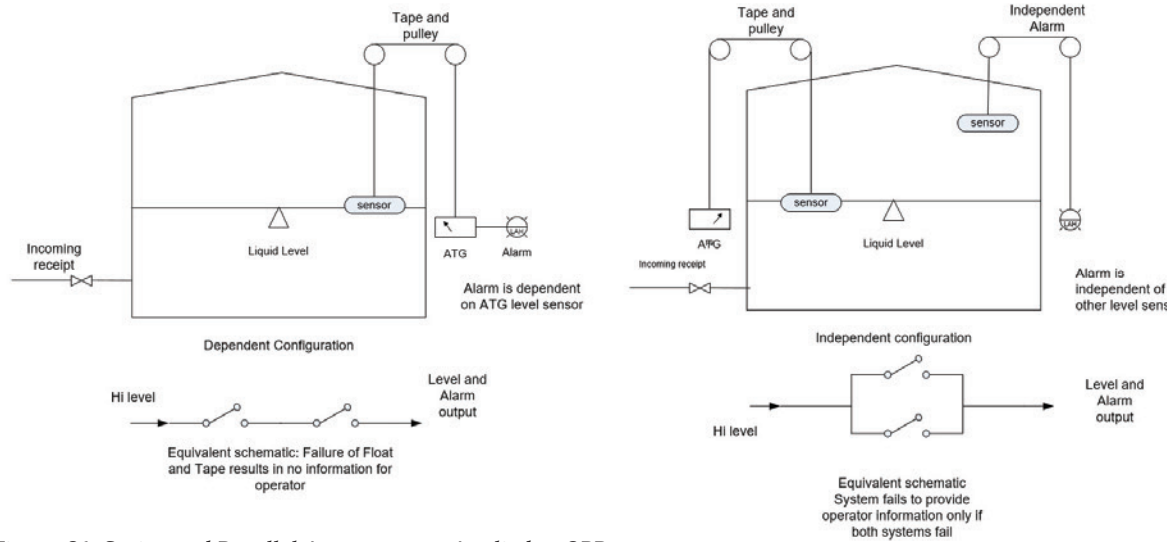 Tape and
pulley
sensor
Liquid Level
ATG
LAH
Alarm
Incoming
receipt
Alarm is dependent
on ATG level sensor
Dependent Configuration
Hi level
Level and
Alarm
output
Equivalent schematic: Failure of Float
and Tape results in no information for
operator
Tape and
pulley
Independent
Alarm
sensor
sensor
Liquid Level
ATG
LAH
Incoming receipt
Alarm is
independent of
other level sens
Independent configuration
Hi level
Level and
Alarm
output
Equivalent schematic
System fails to provide
operator information only if
both systems fail